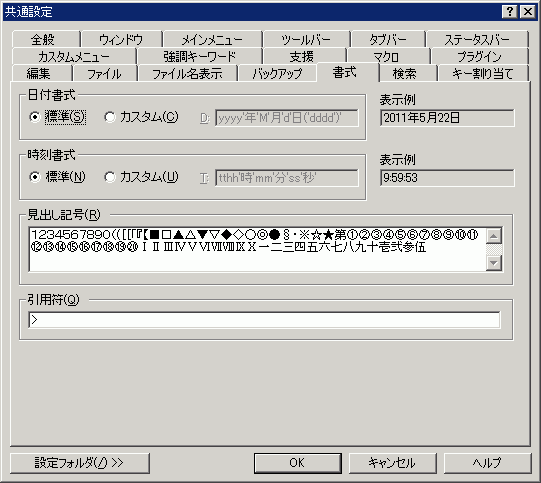 共通設定
全般 ウィンドウ メインメニュー ツールバー タブバー ステータスバー
カスタムメニュー 強調キーワード 支援 マクロ プラグイン
編集 ファイル ファイル名表示 バックアップ 書式 検索 キー割り当て
日付書式
標準(S) カスタム(C) D: yyyy'年'M'月'd'日('dddd')'
表示例
2011年5月22日
時刻書式
標準(N) カスタム(U) T: tthh'時'mm'分'ss'秒'
表示例
9:59:53
見出し記号(R)
1234567890(([[「『【■□▲△▼▽◆◇○◎●§・※☆★第①②③④⑤⑥⑦⑧⑨⑩⑪
⑫⑬⑭⑮⑯⑰⑱⑲⑳ⅠⅡⅢⅣⅤⅥⅦⅧⅨⅩ一二三四五六七八九十壱弐参伍
引用符(Q)
>
設定フォルダ(/) >> OK キャンセル ヘルプ